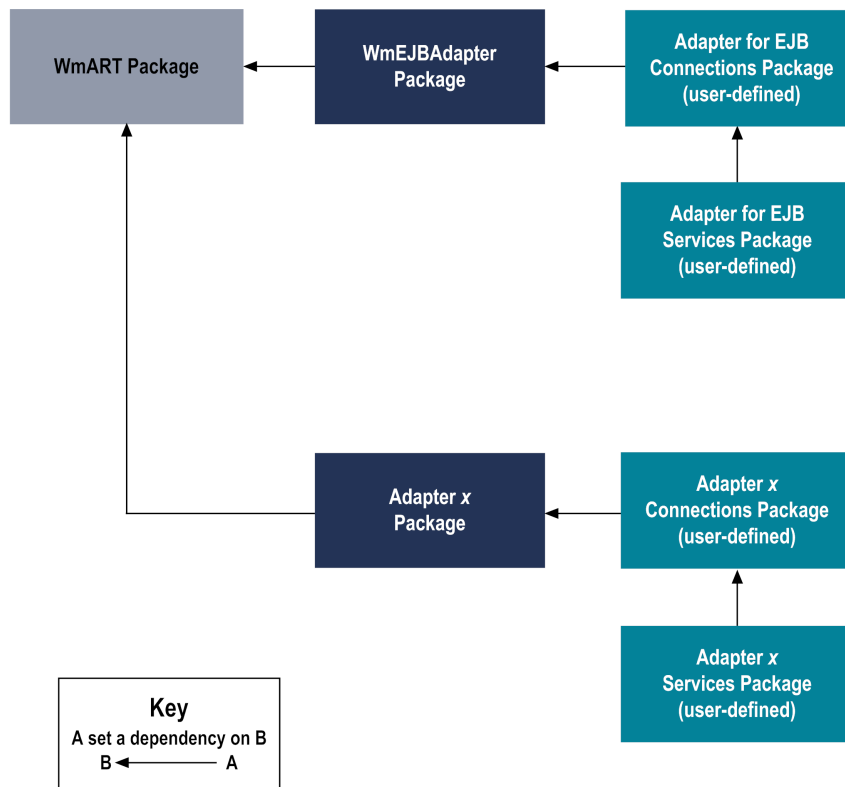 WmART Package
WmEJBAdapter
Package
Adapter for EJB
Connections Package
(user-defined)
Adapter for EJB
Services Package
(user-defined)
Adapter x
Package
Adapter x
Connections Package
(user-defined)
Adapter x
Services Package
(user-defined)
Key
A set a dependency on B
B A